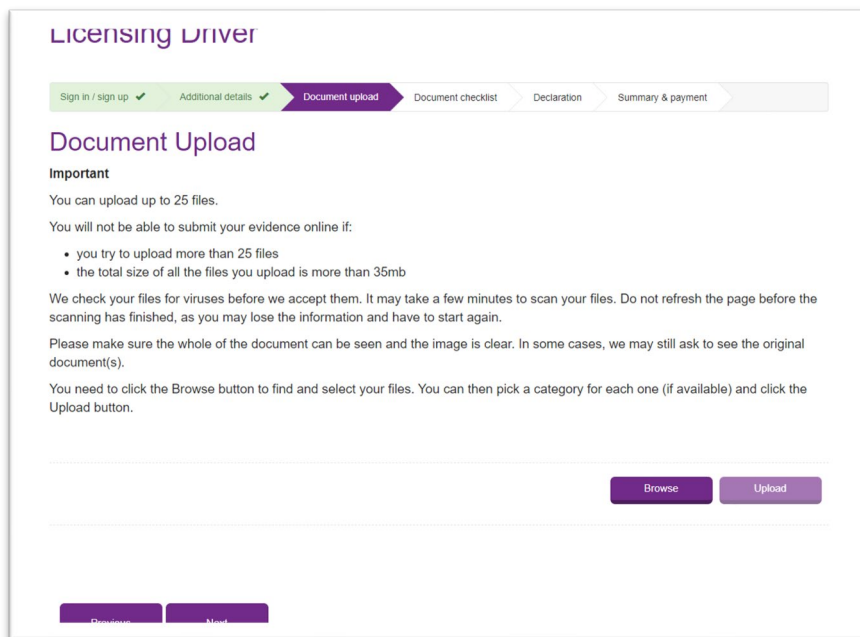 Licensing Driver
Sign in / sign up ✔ Additional details ✔ Document upload Document checklist Declaration Summary & payment
Document Upload
Important
You can upload up to 25 files.
You will not be able to submit your evidence online if:
• you try to upload more than 25 files
• the total size of all the files you upload is more than 35mb
We check your files for viruses before we accept them. It may take a few minutes to scan your files. Do not refresh the page before the
scanning has finished, as you may lose the information and have to start again.
Please make sure the whole of the document can be seen and the image is clear. In some cases, we may still ask to see the original
document(s).
You need to click the Browse button to find and select your files. You can then pick a category for each one (if available) and click the
Upload button.
Browse Upload
Previous Next